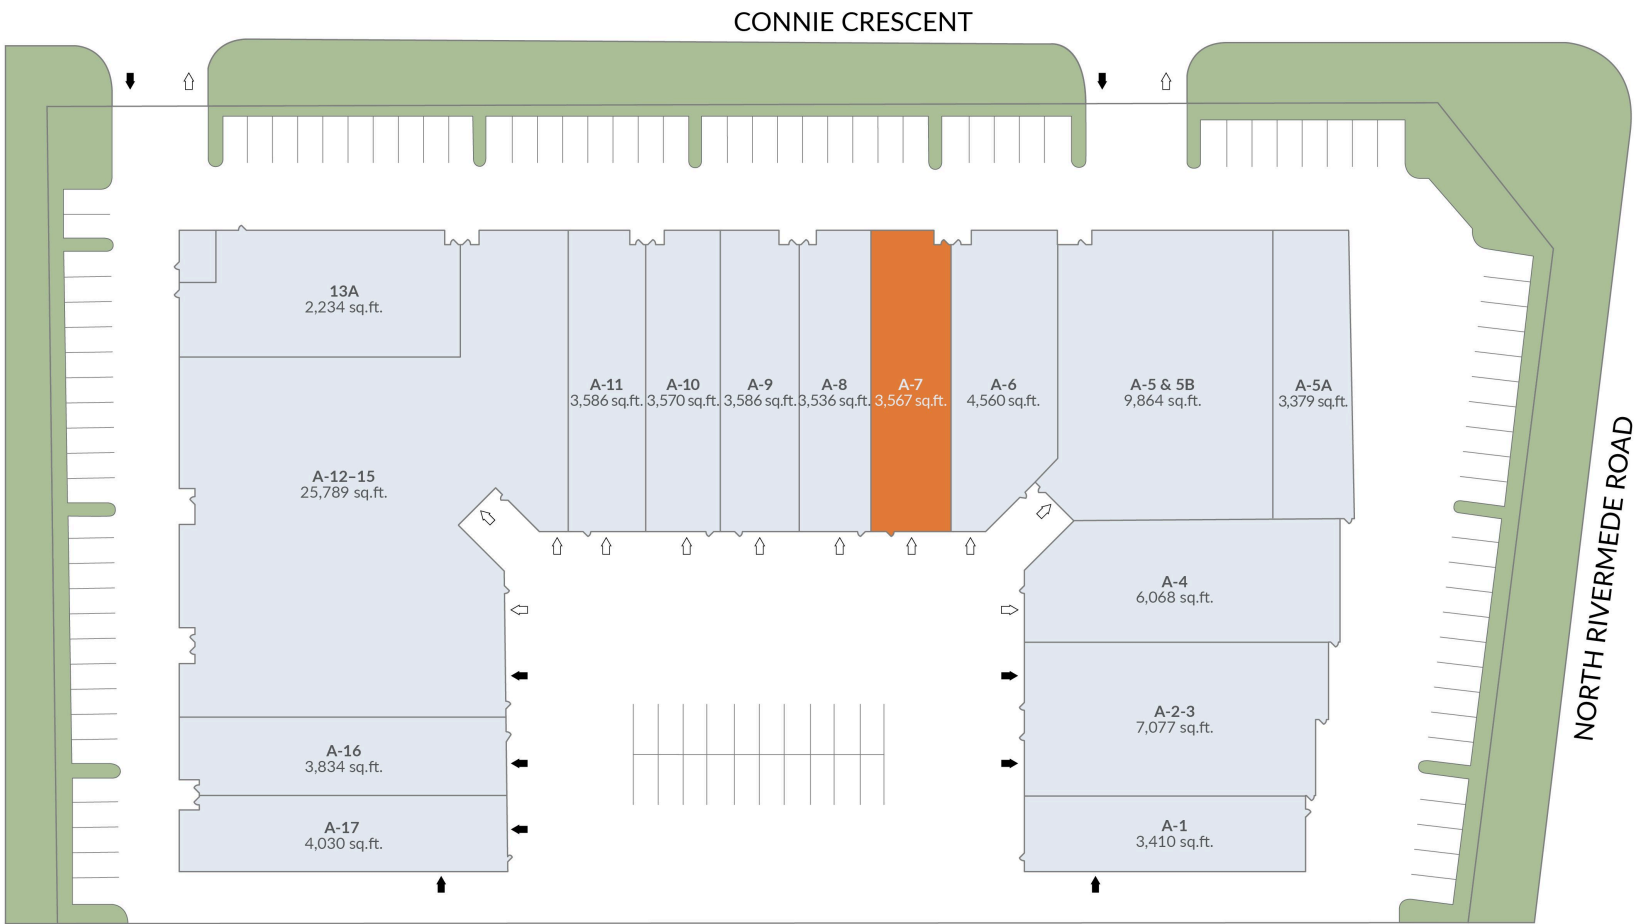 CONNIE CRESCENT
13A
2,234 sq.ft.
A-11
3,586 sq.ft.
A-10
3,570 sq.ft.
A-9
3,586 sq.ft.
A-8
3,536 sq.ft.
A-7
3,567 sq.ft.
A-6
4,560 sq.ft.
A-5 & 5B
9,864 sq.ft.
A-5A
3,379 sq.ft.
A-12–15
25,789 sq.ft.
A-4
6,068 sq.ft.
NORTH RIVERMEDE ROAD
A-2-3
7,077 sq.ft.
A-16
3,834 sq.ft.
A-17
4,030 sq.ft.
A-1
3,410 sq.ft.